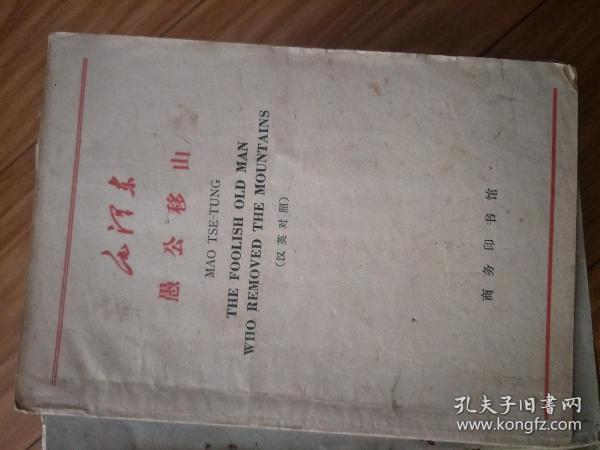 毛泽东
愚公移山
MAO TSE-TUNG
THE FOOLISH OLD MAN
WHO REMOVED THE MOUNTAINS
(汉英对照)
商务印书馆
孔夫子旧书网
www.kongfz.com